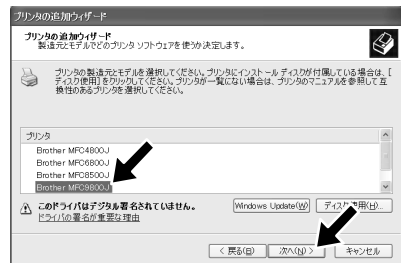 プリンタの追加ウィザード
プリンタの追加ウィザード
製造元とモデルでどのプリンタ ソフトウェアを使うか決定します。
プリンタの製造元とモデルを選択してください。プリンタにインストール ディスクが付属している場合は、[
ディスク使用] をクリックしてください。プリンタが一覧にない場合は、プリンタのマニュアルを参照して互
換性のあるプリンタを選択してください。
プリンタ
Brother MFC4800J
Brother MFC6800J
Brother MFC8500J
Brother MFC9800J
このドライバはデジタル署名されていません。
ドライバの署名が重要な理由
Windows Update(W)
ディスク使用(H)...
< 戻る(B)
次へ(N) >
キャンセル